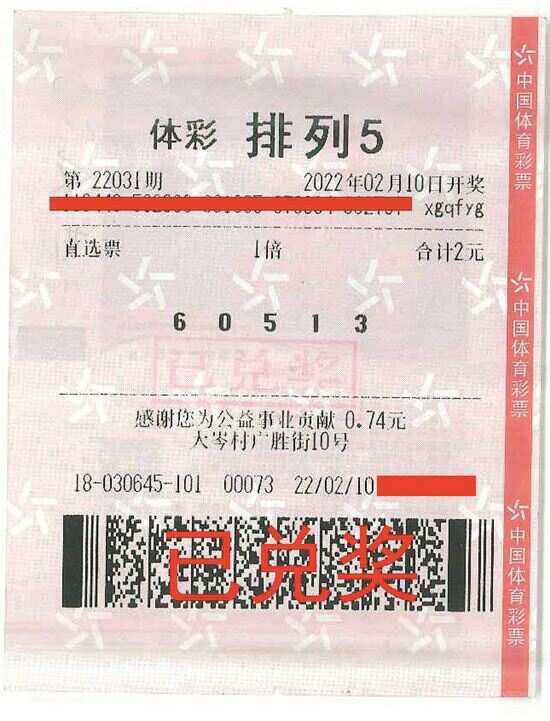 体彩 排列5
第 22031期 2022年02月10日开奖
xgqfyg
直选票 1倍 合计2元
6 0 5 1 3
已兑奖
感谢您为公益事业贡献 0.74元
大岑村广胜街10号
18-030645-101 00073 22/02/10
已兑奖
中国体育彩票
中国体育彩票
中国体育彩票